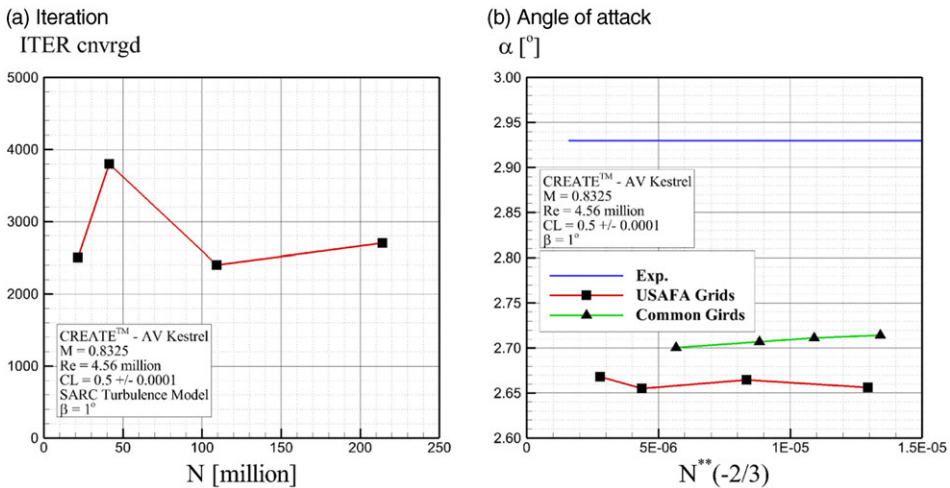 (a) Iteration
ITER cnvrgd
5000
4000
3000
2000
1000
0
0 50 100 150 200 250
N [million]
CREATE™ - AV Kestrel
M = 0.8325
Re = 4.56 million
CL = 0.5 +/- 0.0001
SARC Turbulence Model
β = 1°
(b) Angle of attack
α [°]
3.00
2.95
2.90
2.85
2.80
2.75
2.70
2.65
2.60
0 5E-06 1E-05 1.5E-05
N**(-2/3)
CREATE™ - AV Kestrel
M = 0.8325
Re = 4.56 million
CL = 0.5 +/- 0.0001
β = 1°
Exp.
USAFA Grids
Common Girds